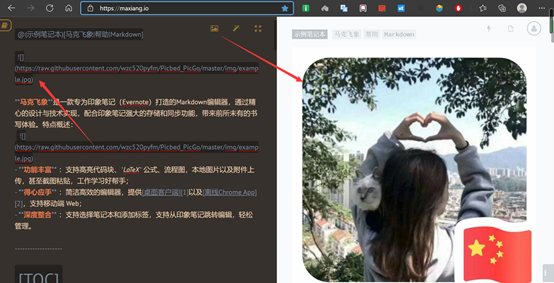 https://maxiang.io
@(示例笔记本)[马克飞象|帮助|Markdown]
示例笔记本 马克飞象 帮助 Markdown
![]
(https://raw.githubusercontent.com/wzc520pyfm/Picbed_PicGo/master/img/examp
le.jpg)
**马克飞象**是一款专为印象笔记（Evernote）打造的Markdown编辑器，通过精
心的设计与技术实现，配合印象笔记强大的存储和同步功能，带来前所未有的书
写体验。特点概述：
![]
(https://raw.githubusercontent.com/wzc520pyfm/Picbed_PicGo/master/img/examp
le.jpg)
- **功能丰富** ：支持高亮代码块、*LaTeX* 公式、流程图，本地图片以及附件上
传，甚至截图粘贴，工作学习好帮手；
- **得心应手** ：简洁高效的编辑器，提供[桌面客户端][1]以及[离线Chrome App]
[2]，支持移动端 Web；
- **深度整合** ：支持选择笔记本和添加标签，支持从印象笔记跳转编辑，轻松
管理。
-------------------
[TOC]